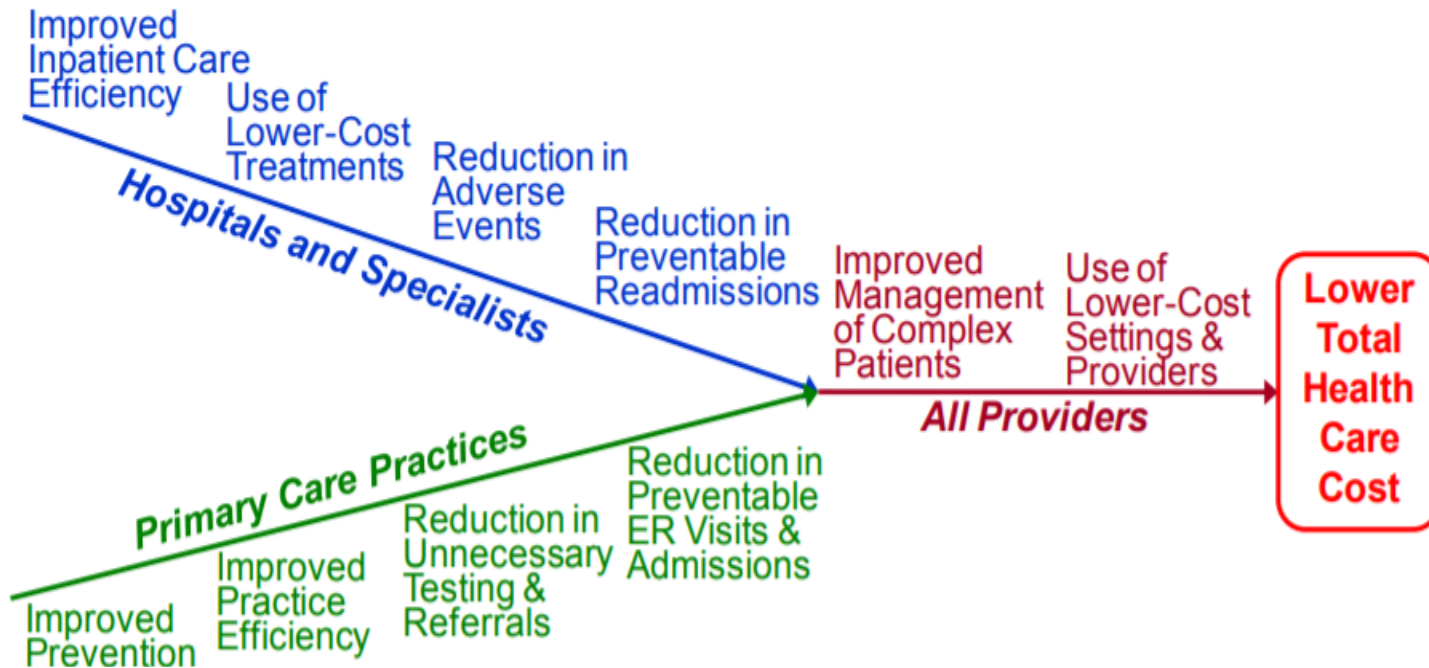 Improved
Inpatient Care
Efficiency
Use of
Lower-Cost
Treatments
Reduction in
Adverse
Events
Reduction in
Preventable
Readmissions
Hospitals and Specialists
Improved
Management
of Complex
Patients
Use of
Lower-Cost
Settings &
Providers
All Providers
Lower
Total
Health
Care
Cost
Primary Care Practices
Improved
Prevention
Improved
Practice
Efficiency
Reduction in
Unnecessary
Testing &
Referrals
Reduction in
Preventable
ER Visits &
Admissions